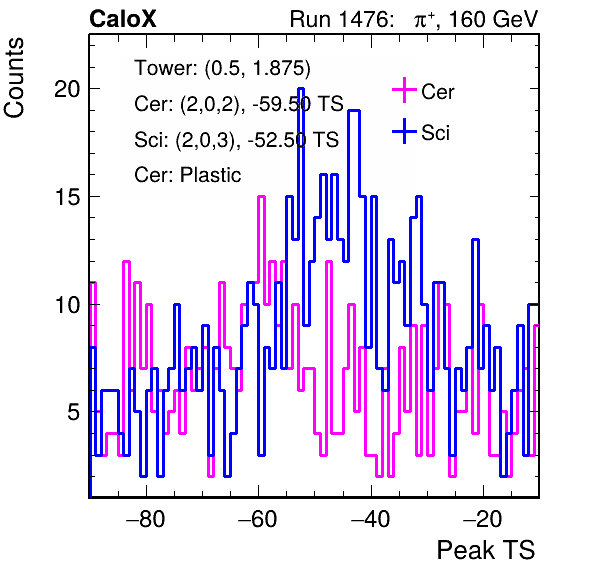 CaloX Run 1476: π⁺, 160 GeV
Counts
Tower: (0.5, 1.875)
Cer: (2,0,2), -59.50 TS
Sci: (2,0,3), -52.50 TS
Cer: Plastic
Cer
Sci
20
15
10
5
−80 −60 −40 −20
Peak TS